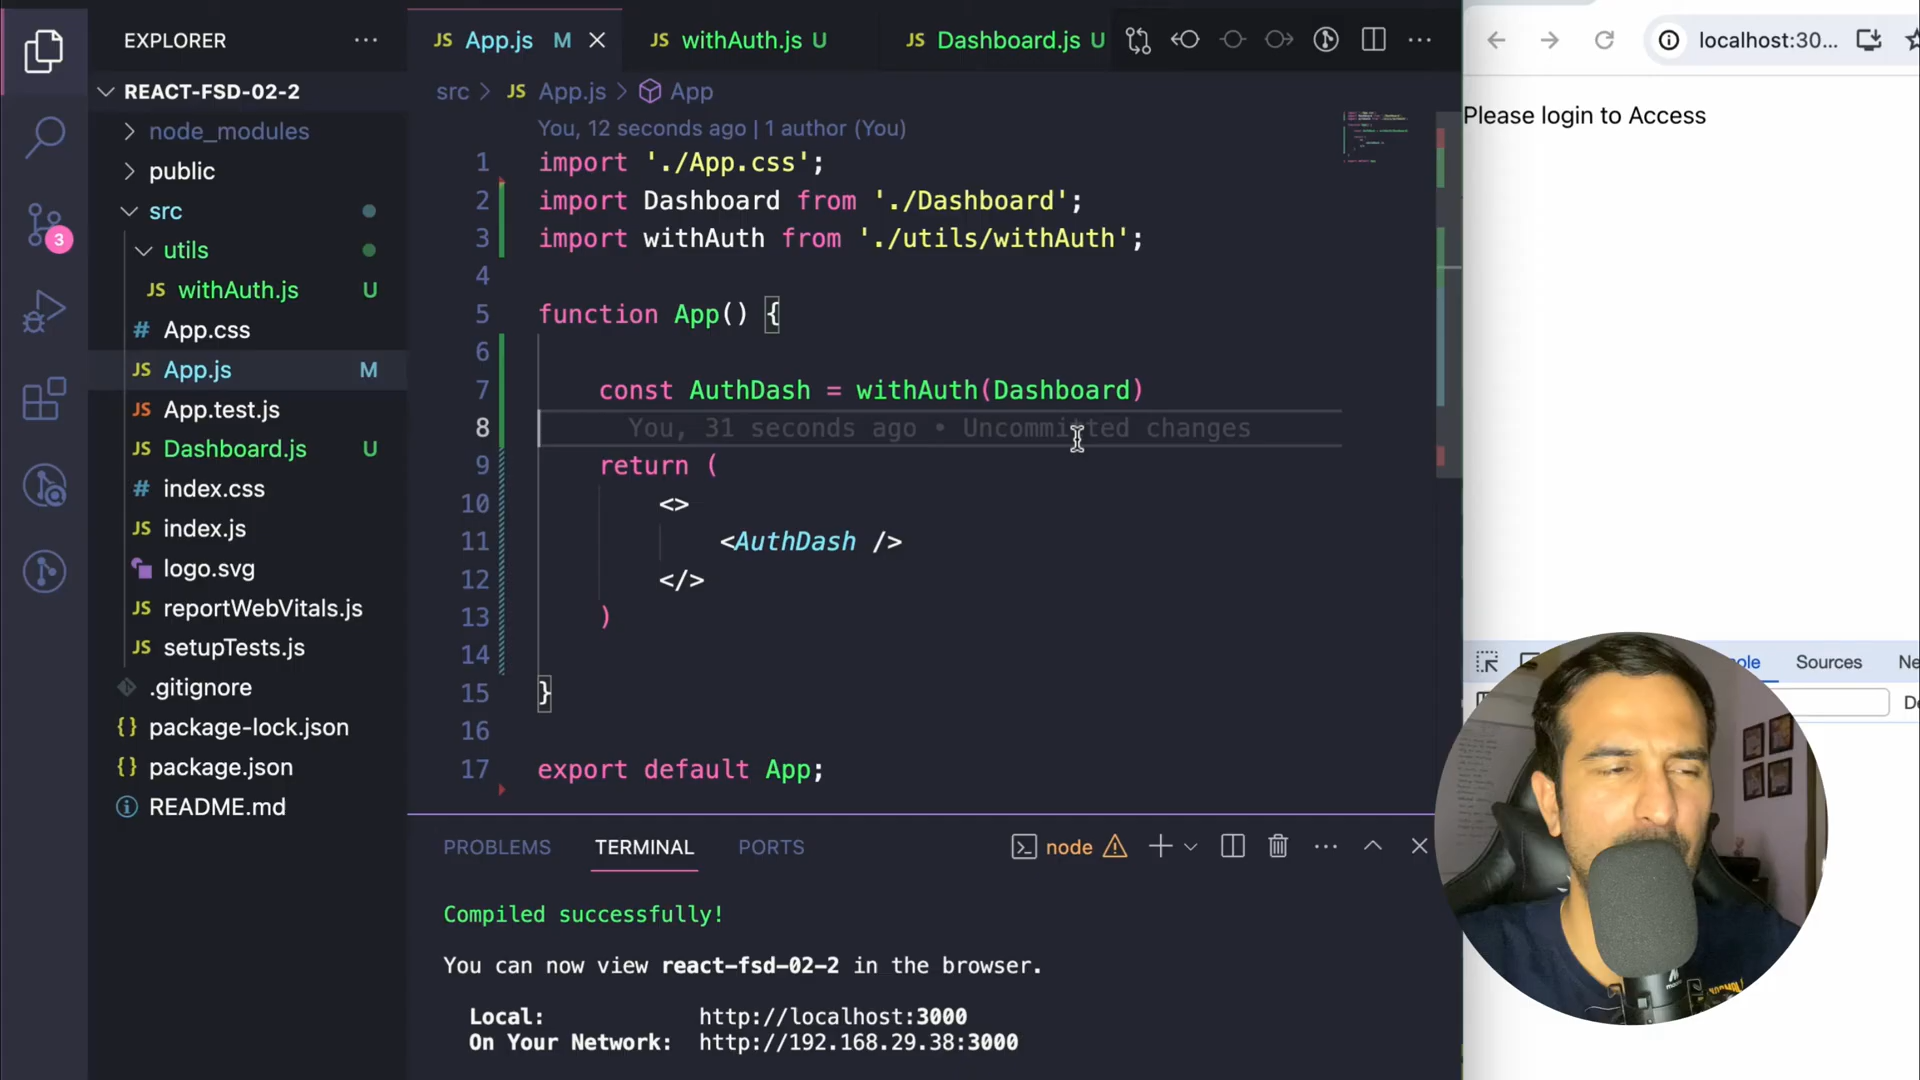 EXPLORER
REACT-FSD-02-2
node_modules
public
src
utils
JS withAuth.js U
# App.css
JS App.js M
JS App.test.js
JS Dashboard.js U
# index.css
JS index.js
logo.svg
JS reportWebVitals.js
JS setupTests.js
.gitignore
{} package-lock.json
{} package.json
README.md
3
JS App.js M
JS withAuth.js U
JS Dashboard.js U
src > JS App.js > App
You, 12 seconds ago | 1 author (You)
1 import './App.css';
2 import Dashboard from './Dashboard';
3 import withAuth from './utils/withAuth';
4
5 function App() {
6
7 const AuthDash = withAuth(Dashboard)
8 You, 31 seconds ago • Uncommitted changes
9 return (
10 <>
11 <AuthDash />
12 </>
13 )
14
15 }
16
17 export default App;
PROBLEMS TERMINAL PORTS
node
Compiled successfully!
You can now view react-fsd-02-2 in the browser.
Local: http://localhost:3000
On Your Network: http://192.168.29.38:3000
localhost:30...
Please login to Access
Sources